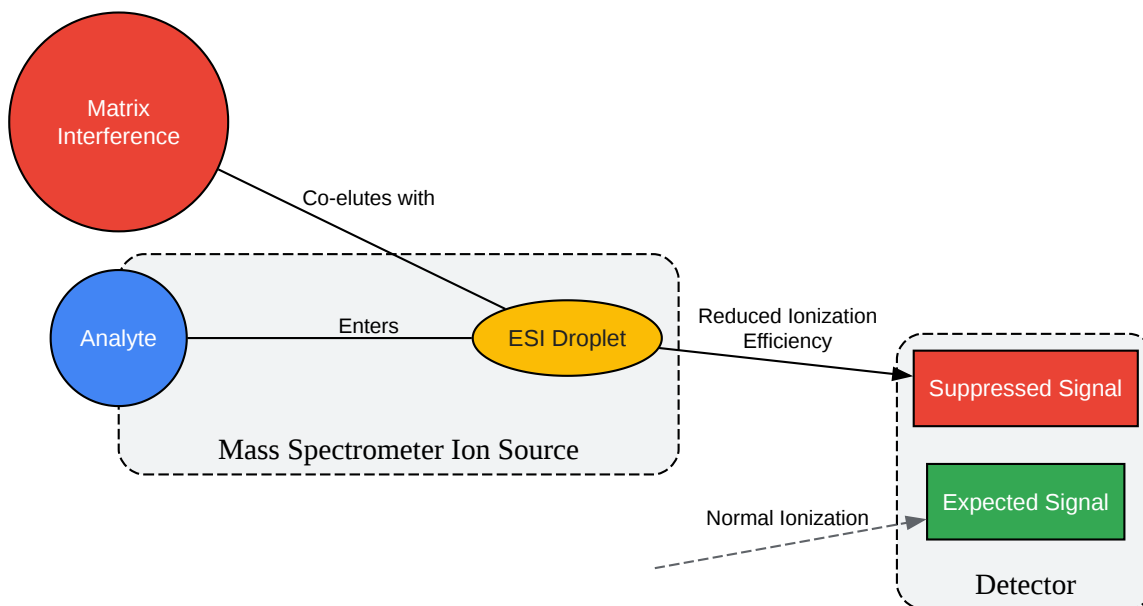 Matrix
Interference
Co-elutes with
Analyte
Enters
ESI Droplet
Reduced Ionization
Efficiency
Suppressed Signal
Mass Spectrometer Ion Source
Expected Signal
Normal Ionization
Detector